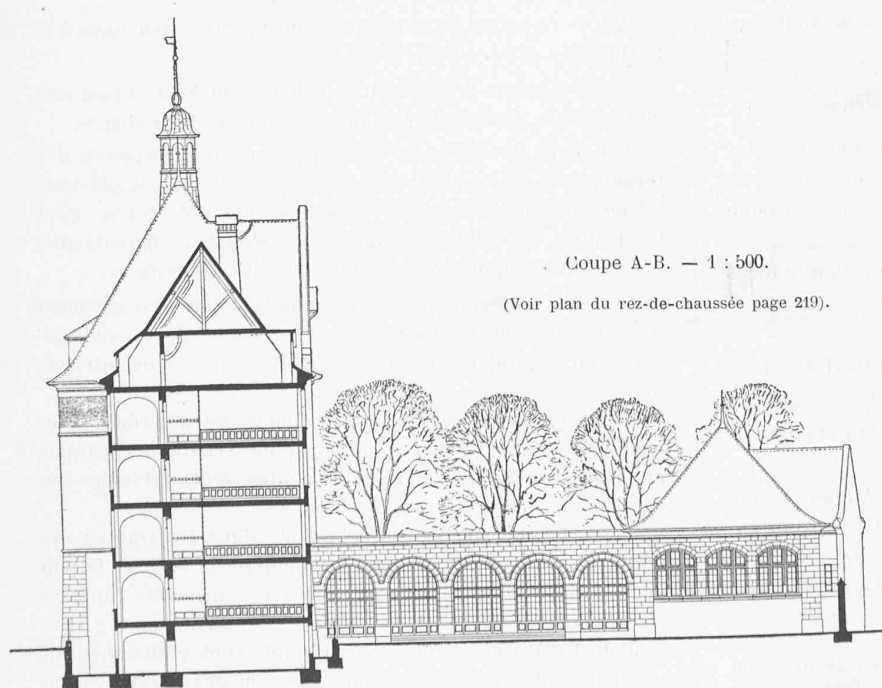 Coupe A-B. — 1 : 500.
(Voir plan du rez-de-chaussée page 219).